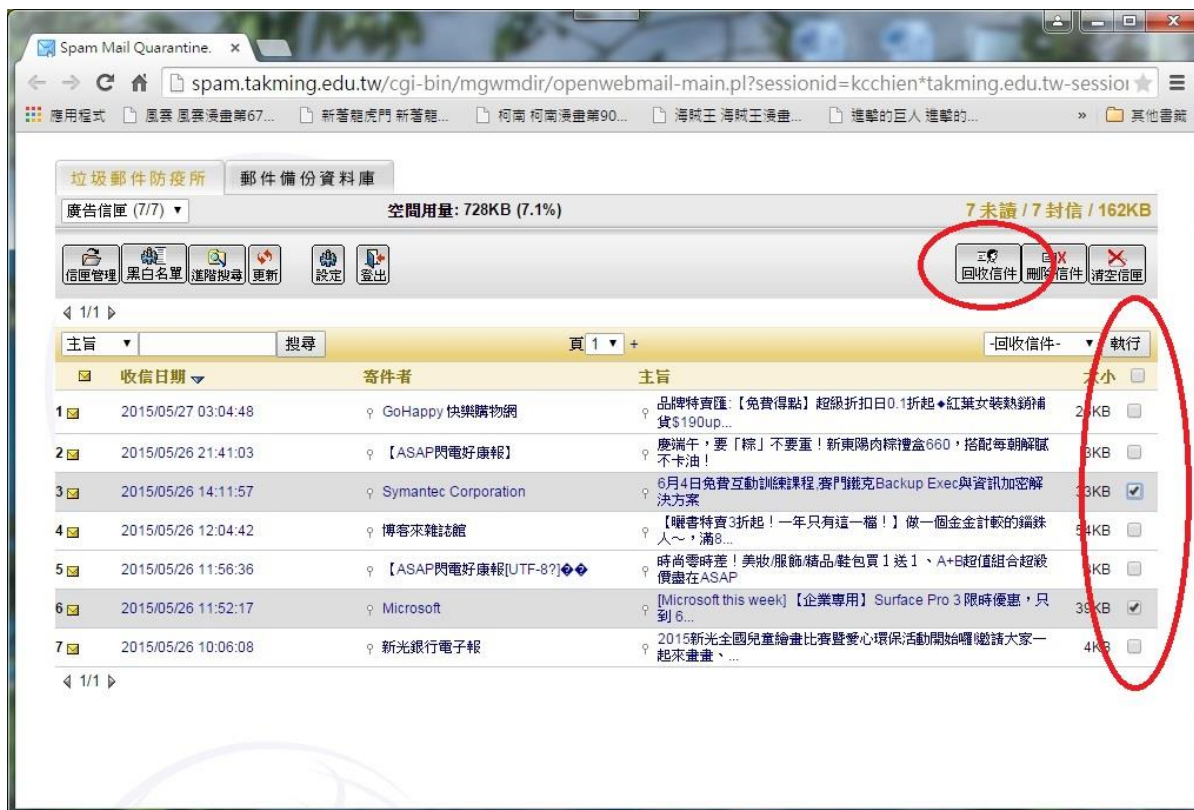 Spam Mail Quarantine.
spam.takming.edu.tw/cgi-bin/mgwmdir/openwebmail-main.pl?sessionid=kcchien*takming.edu.tw-session
應用程式 風雲 風雲漫畫第67... 新著龍虎門 新著龍... 柯南 柯南漫畫第90... 海賊王 海賊王漫畫... 進擊的巨人 進擊的... » 其他書籤
垃圾郵件防疫所 郵件備份資料庫
廣告信匣 (7/7) 空間用量: 728KB (7.1%) 7 未讀 / 7 封信 / 162KB
信匣管理 黑白名單 進階搜尋 更新 設定 登出 回收信件 刪除信件 清空信匣
1/1
主旨 搜尋 頁 1 + -回收信件- 執行
收信日期 寄件者 主旨 大小
1 2015/05/27 03:04:48 GoHappy 快樂購物網 品牌特賣匯:【免費得點】超級折扣日0.1折起◆紅葉女裝熱銷補
貨$190up... KB
2 2015/05/26 21:41:03 【ASAP閃電好康報】 慶端午,要「粽」不要重!新東陽肉粽禮盒660,搭配每朝解膩
不卡油! 3KB
3 2015/05/26 14:11:57 Symantec Corporation 6月4日免費互動訓練課程,賽門鐵克Backup Exec與資訊加密解
決方案 33KB
4 2015/05/26 12:04:42 博客來雜誌館 【曬書特賣3折起!一年只有這一檔!】做一個金金計較的錙銖
人~,滿8... 54KB
5 2015/05/26 11:56:36 【ASAP閃電好康報[UTF-8?]�� 時尚零時差!美妝/服飾/精品/鞋包買1送1、A+B超值組合超殺
價盡在ASAP KB
6 2015/05/26 11:52:17 Microsoft [Microsoft this week] 【企業專用】Surface Pro 3 限時優惠,只
到 6... 39KB
7 2015/05/26 10:06:08 新光銀行電子報 2015新光全國兒童繪畫比賽暨愛心環保活動開始囉!邀請大家一
起來畫畫、... 4KB
1/1